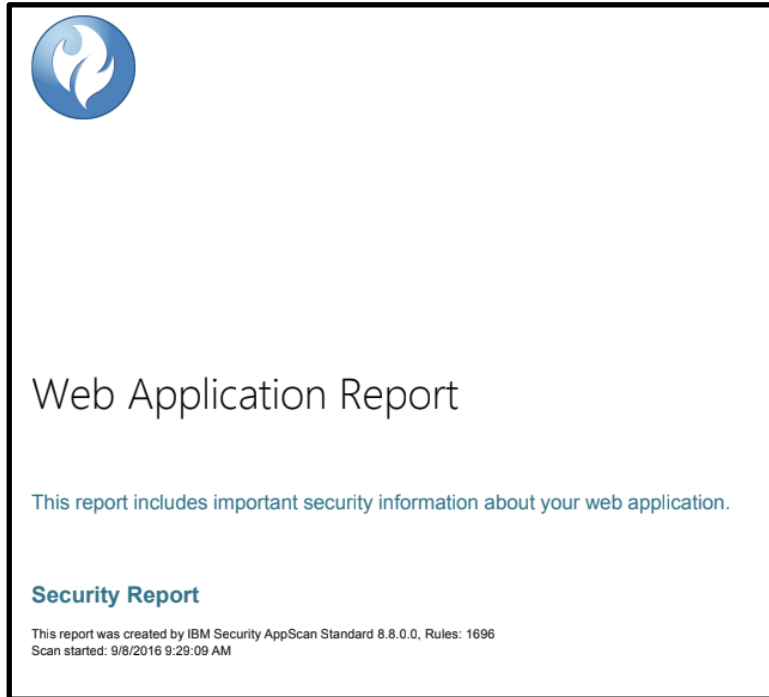 Web Application Report
This report includes important security information about your web application.
Security Report
This report was created by IBM Security AppScan Standard 8.8.0.0, Rules: 1696
Scan started: 9/8/2016 9:29:09 AM